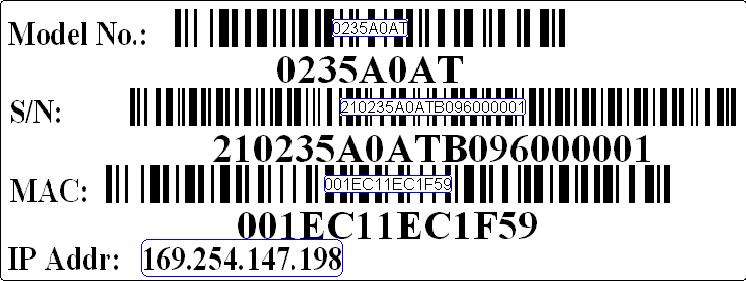 Model No.: 0235A0AT
0235A0AT
S/N: 210235A0ATB096000001
210235A0ATB096000001
MAC: 001EC11EC1F59
001EC11EC1F59
IP Addr: 169.254.147.198